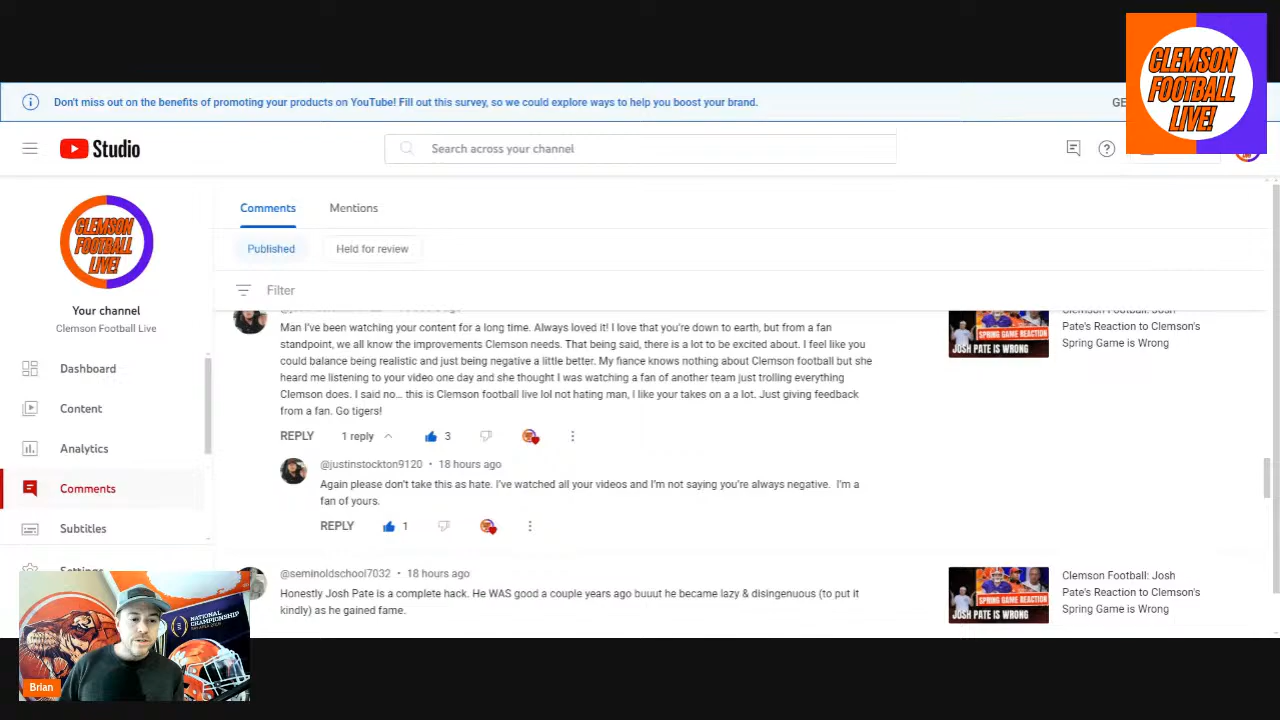 CLEMSON
FOOTBALL
LIVE!
Don't miss out on the benefits of promoting your products on YouTube! Fill out this survey, so we could explore ways to help you boost your brand.
GE
Studio
Search across your channel
CLEMSON
FOOTBALL
LIVE!
Your channel
Clemson Football Live
Dashboard
Content
Analytics
Comments
Subtitles
Settings
Comments
Mentions
Published
Held for review
Filter
Man I've been watching your content for a long time. Always loved it! I love that you're down to earth, but from a fan
standpoint, we all know the improvements Clemson needs. That being said, there is a lot to be excited about. I feel like you
could balance being realistic and just being negative a little better. My fiance knows nothing about Clemson football but she
heard me listening to your video one day and she thought I was watching a fan of another team just trolling everything
Clemson does. I said no... this is Clemson football live lol not hating man, I like your takes on a a lot. Just giving feedback
from a fan. Go tigers!
REPLY
1 reply
3
@justinstockton9120 • 18 hours ago
Again please don't take this as hate. I've watched all your videos and I'm not saying you're always negative. I'm a
fan of yours.
REPLY
1
@seminoldschool7032 • 18 hours ago
Honestly Josh Pate is a complete hack. He WAS good a couple years ago buuut he became lazy & disingenuous (to put it
kindly) as he gained fame.
SPRING GAME REACTION
JOSH PATE IS WRONG
Clemson Football: Josh
Pate's Reaction to Clemson's
Spring Game is Wrong
SPRING GAME REACTION
JOSH PATE IS WRONG
Clemson Football: Josh
Pate's Reaction to Clemson's
Spring Game is Wrong
NATIONAL
CHAMPIONSHIP
Brian